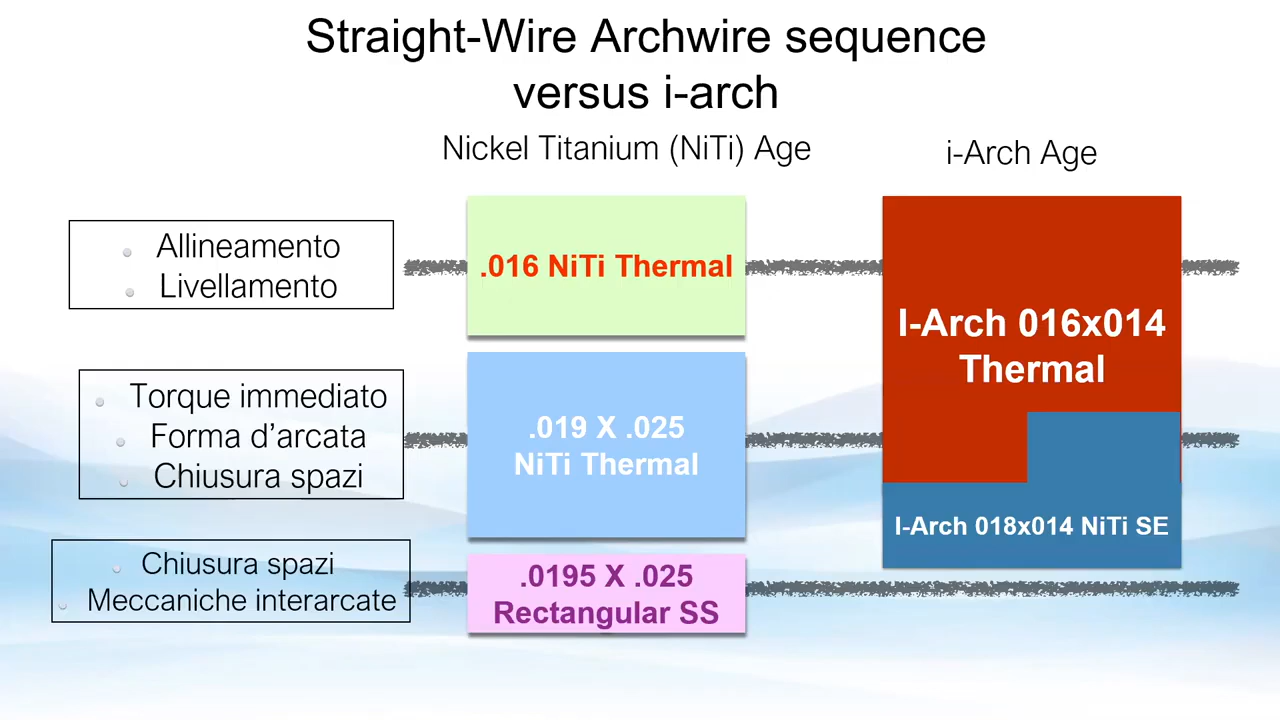 Straight-Wire Archwire sequence
versus i-arch
Nickel Titanium (NiTi) Age
i-Arch Age
Allineamento
Livellamento
.016 NiTi Thermal
I-Arch 016x014
Thermal
Torque immediato
Forma d’arcata
Chiusura spazi
.019 X .025
NiTi Thermal
I-Arch 018x014 NiTi SE
Chiusura spazi
Meccaniche interarcate
.0195 X .025
Rectangular SS